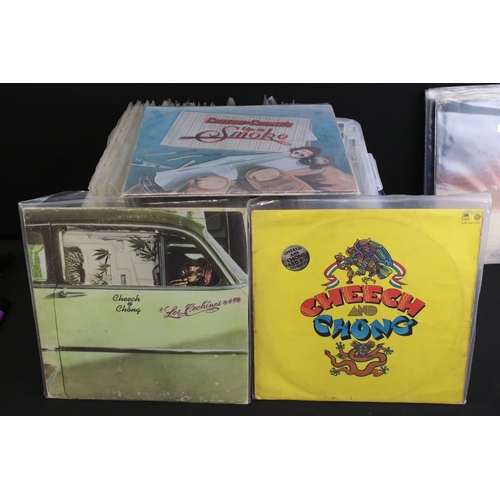 CHEECH & CHONG'S
Up in
Smoke
Cheech
y
Chong
Los Cochinos
CHEECH
AND
CHONG